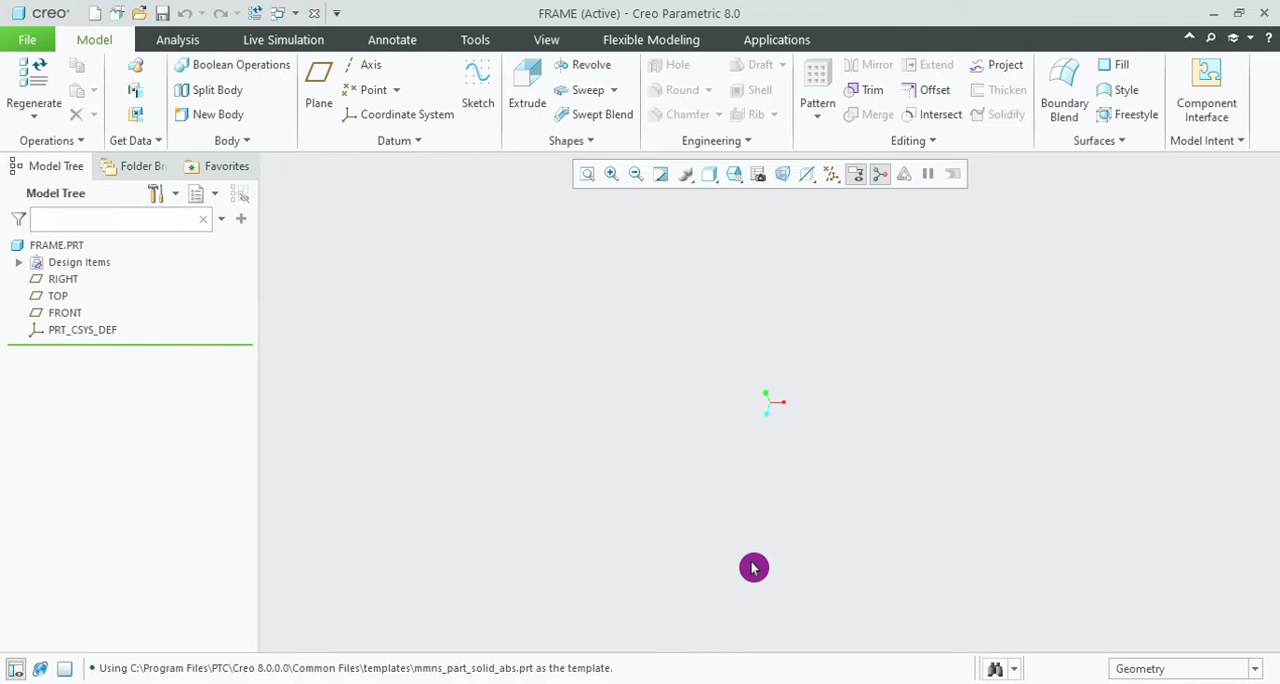 creo® FRAME (Active) - Creo Parametric 8.0
File Model Analysis Live Simulation Annotate Tools View Flexible Modeling Applications
Regenerate
Operations
Get Data
Boolean Operations
Split Body
New Body
Body
Plane
Axis
Point
Coordinate System
Sketch
Datum
Extrude
Revolve
Sweep
Swept Blend
Shapes
Hole
Round
Chamfer
Draft
Shell
Rib
Engineering
Pattern
Mirror
Trim
Merge
Extend
Offset
Intersect
Project
Thicken
Solidify
Editing
Boundary
Blend
Fill
Style
Freestyle
Surfaces
Component
Interface
Model Intent
Model Tree Folder Br Favorites
Model Tree
FRAME.PRT
Design Items
RIGHT
TOP
FRONT
PRT_CSYS_DEF
• Using C:\Program Files\PTC\Creo 8.0.0.0\Common Files\templates\mmns_part_solid_abs.prt as the template.
Geometry